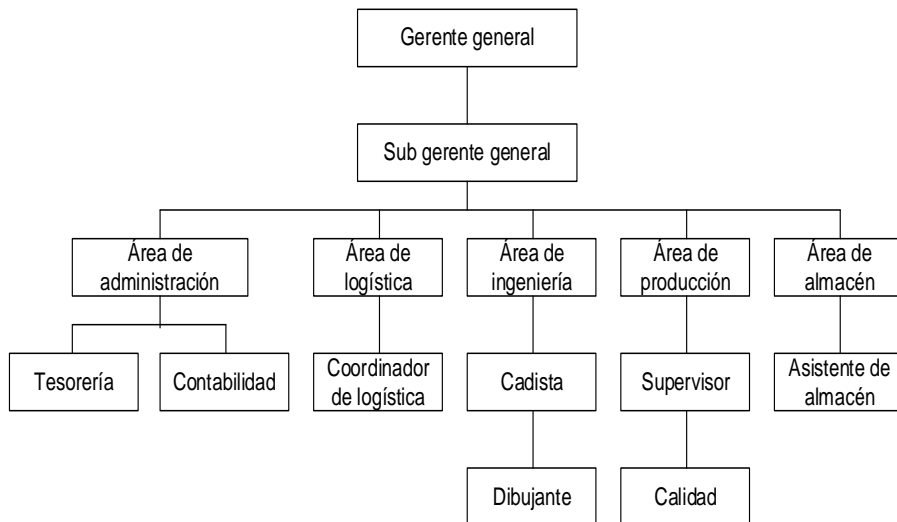 Gerente general
Sub gerente general
Área de
administración
Área de
logística
Área de
ingeniería
Área de
producción
Área de
almacén
Tesorería
Contabilidad
Coordinador
de logística
Cadista
Supervisor
Asistente de
almacén
Dibujante
Calidad